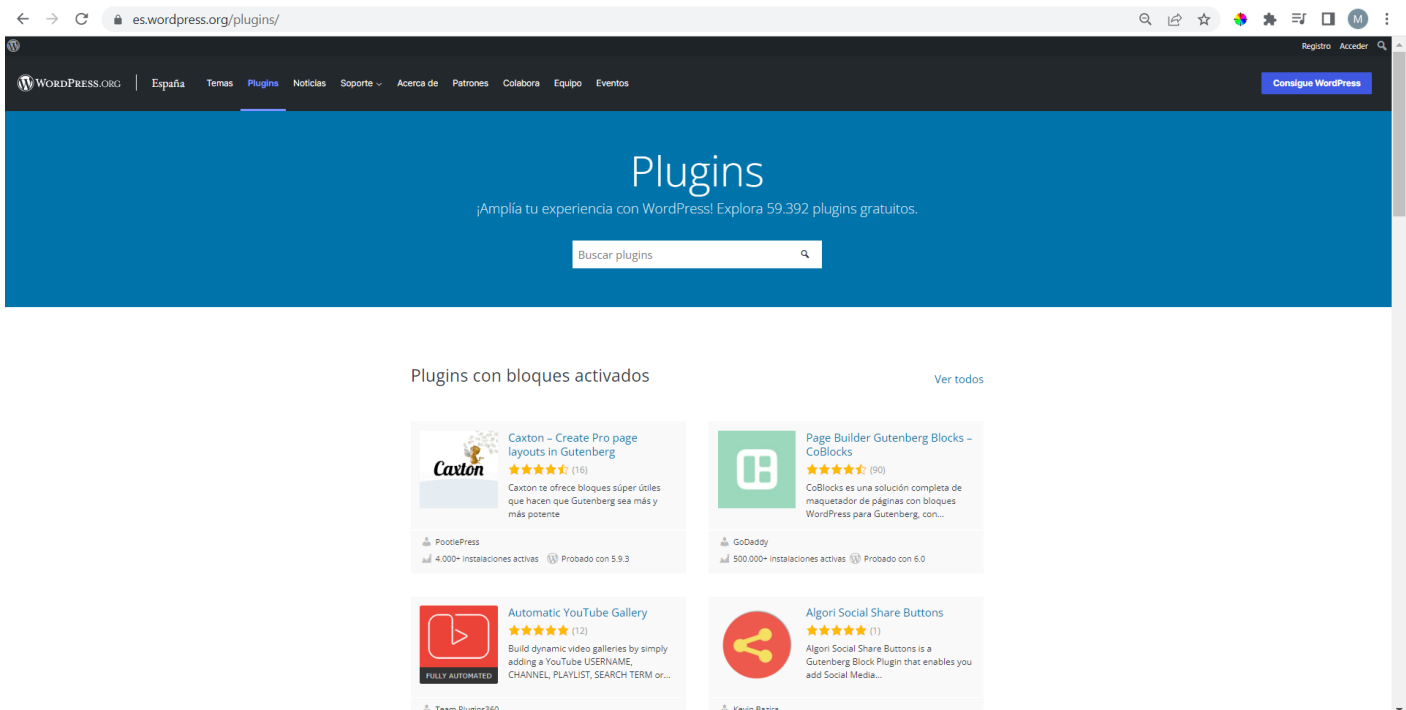 es.wordpress.org/plugins/
M
Registro Acceder
WORDPRESS.ORG España Temas Plugins Noticias Soporte Acerca de Patrones Colabora Equipo Eventos Consigue WordPress
Plugins
¡Amplía tu experiencia con WordPress! Explora 59.392 plugins gratuitos.
Buscar plugins
Plugins con bloques activados
Ver todos
Caxton
Caxton – Create Pro page
layouts in Gutenberg
(16)
Caxton te ofrece bloques súper útiles
que hacen que Gutenberg sea más y
más potente
PootlePress
4.000+ instalaciones activas Probado con 5.9.3
Page Builder Gutenberg Blocks –
CoBlocks
(90)
CoBlocks es una solución completa de
maquetador de páginas con bloques
WordPress para Gutenberg, con...
GoDaddy
500.000+ instalaciones activas Probado con 6.0
FULLY AUTOMATED
Automatic YouTube Gallery
(12)
Build dynamic video galleries by simply
adding a YouTube USERNAME,
CHANNEL, PLAYLIST, SEARCH TERM or...
Team Plugins360
Algori Social Share Buttons
(1)
Algori Social Share Buttons is a
Gutenberg Block Plugin that enables you
add Social Media...
Kevin Bazira